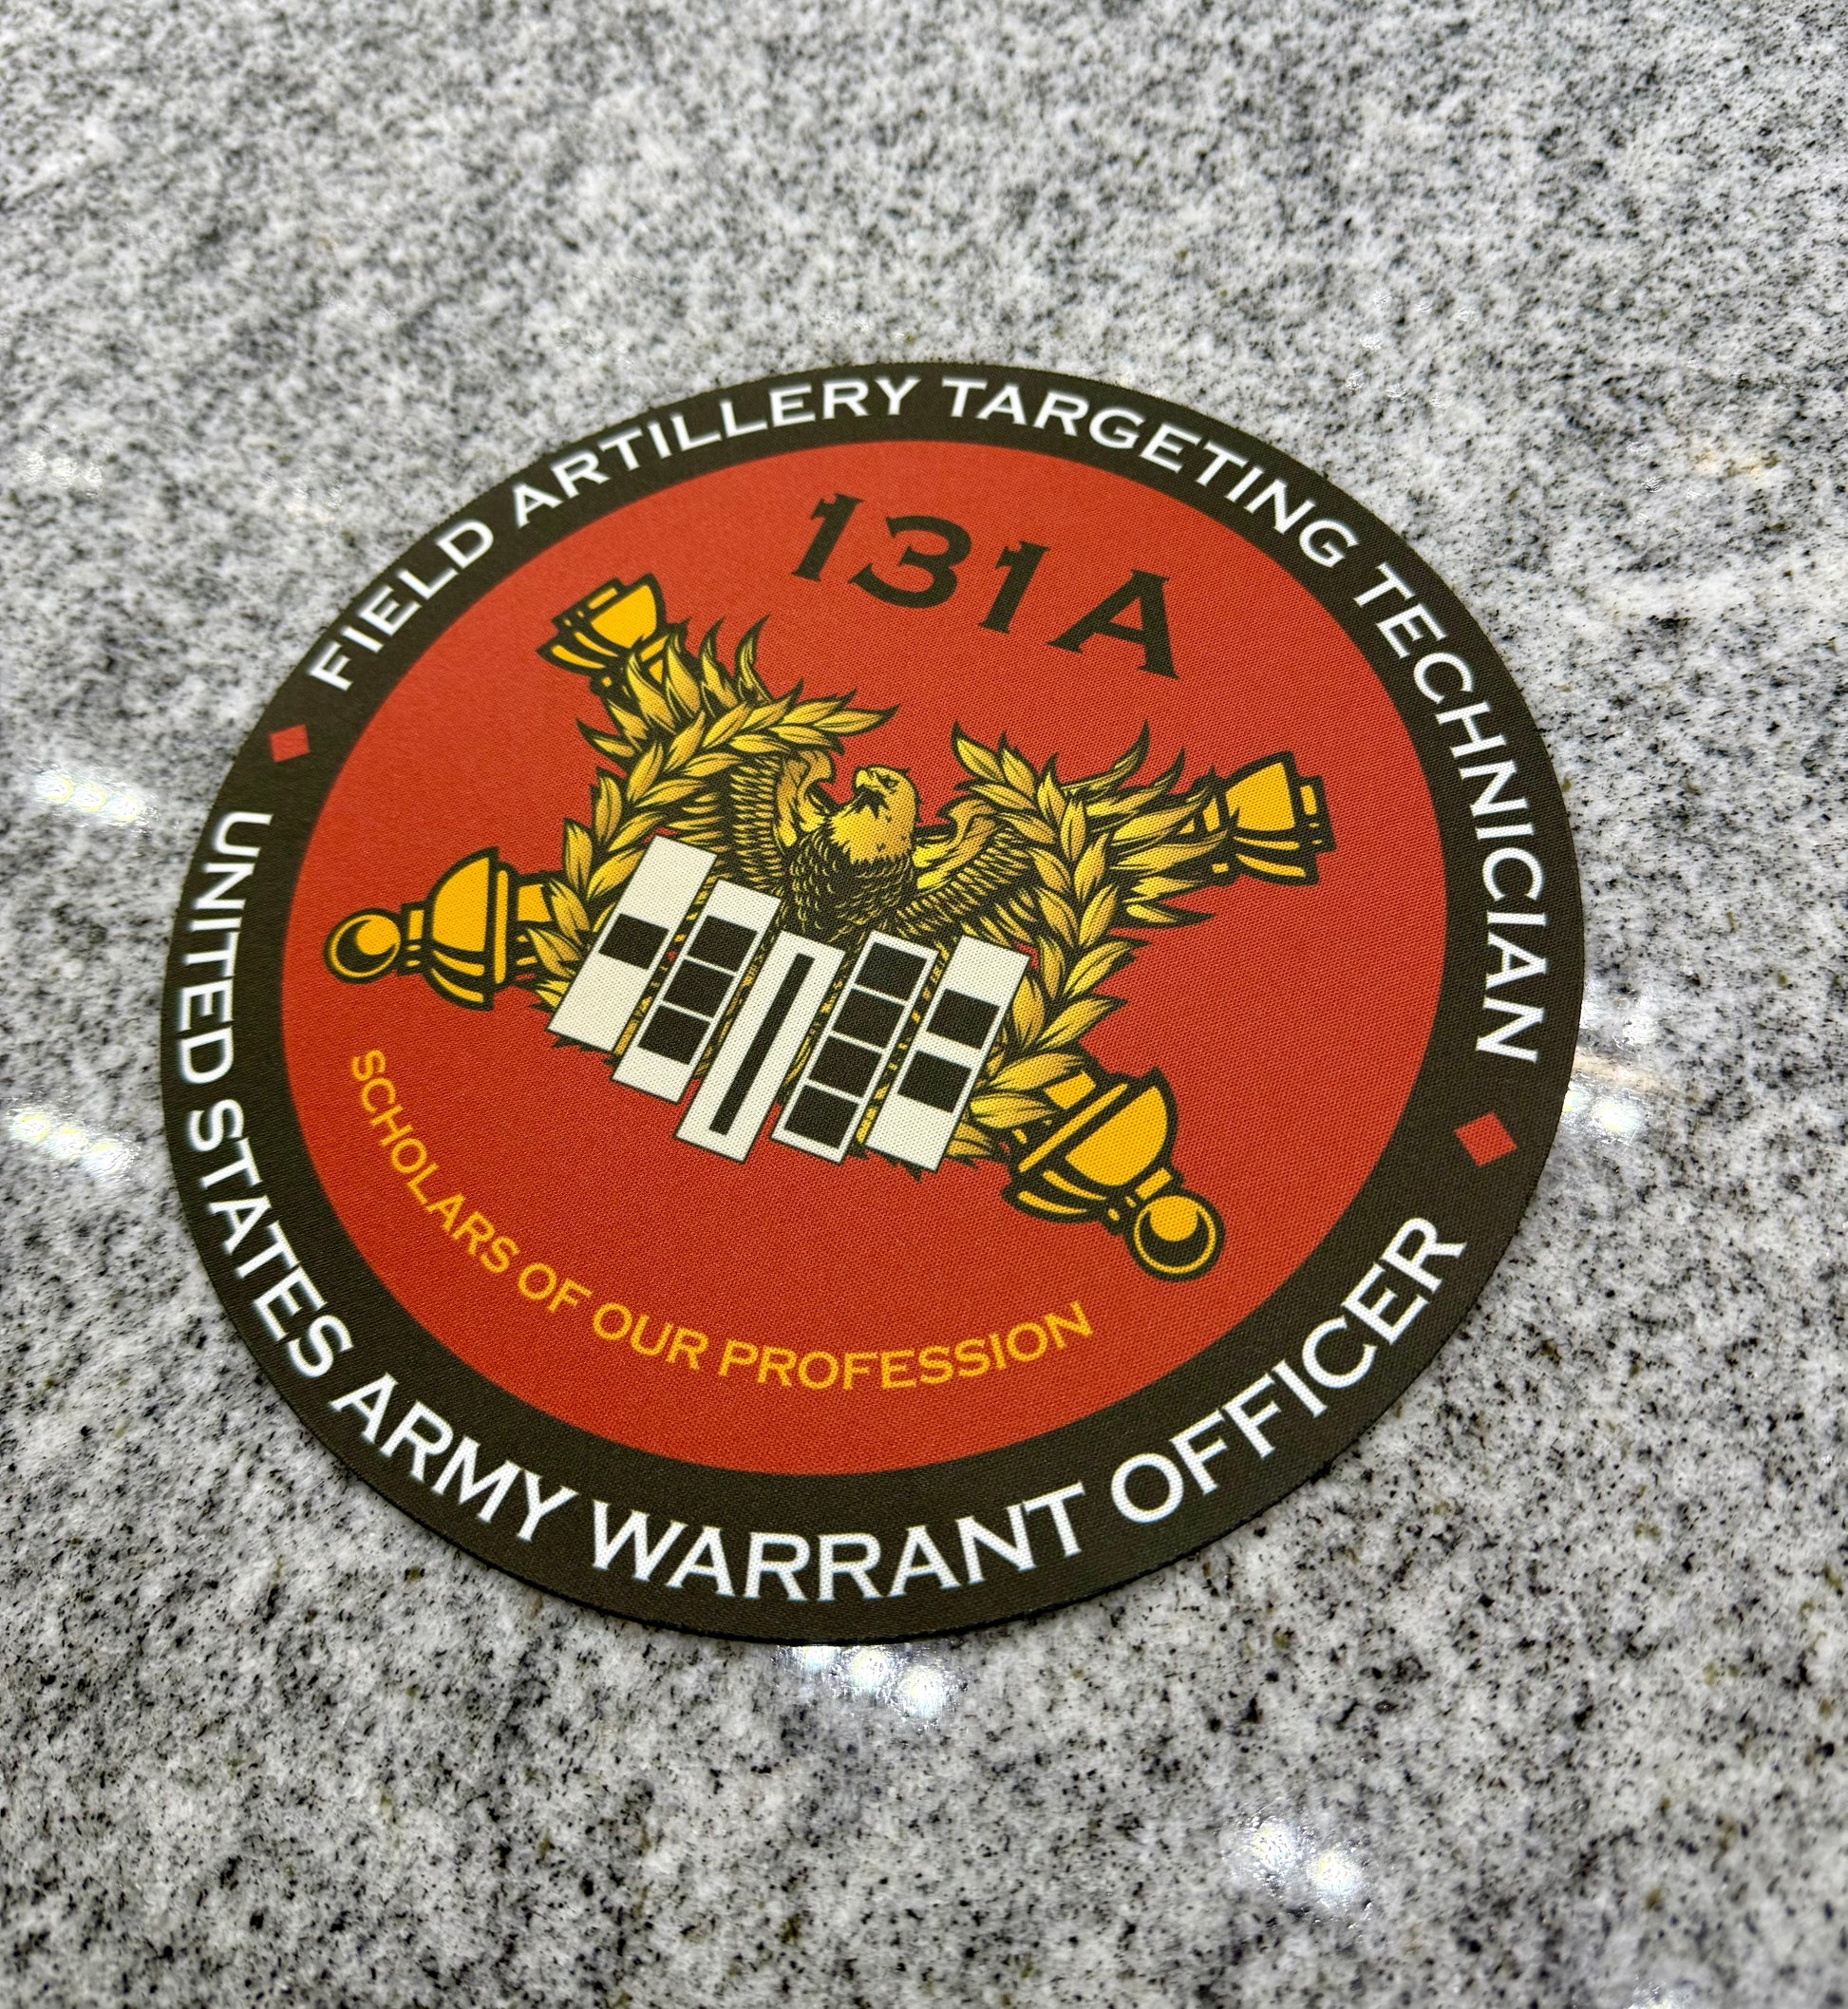 FIELD ARTILLERY TARGETING TECHNICIAN
131A
SCHOLARS OF OUR PROFESSION
UNITED STATES ARMY WARRANT OFFICER